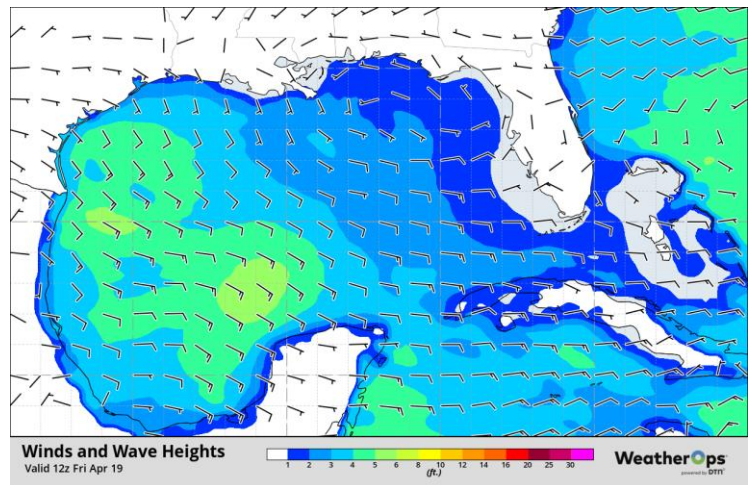 Winds and Wave Heights
Valid 12z Fri Apr 19
1 2 3 4 5 6 8 10 12 14 16 20 25 30
(ft.)
WeatherOps
powered by DTN